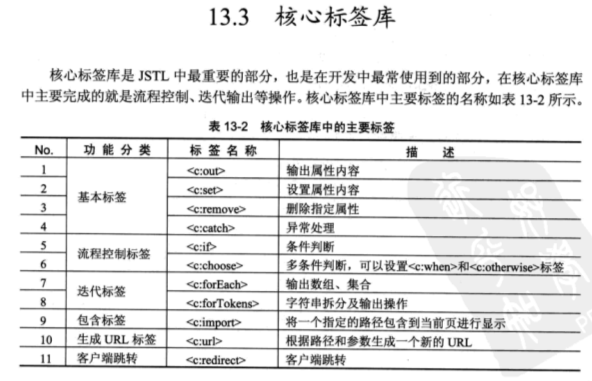 13.3 核心标签库
核心标签库是 JSTL 中最重要的部分，也是在开发中最常使用到的部分，在核心标签库
中主要完成的就是流程控制、迭代输出等操作。核心标签库中主要标签的名称如表 13-2 所示。
表 13-2 核心标签库中的主要标签
No. 功 能 分 类 标 签 名 称 描 述
1 基本标签 <c:out> 输出属性内容
2 <c:set> 设置属性内容
3 <c:remove> 删除指定属性
4 <c:catch> 异常处理
5 流程控制标签 <c:if> 条件判断
6 <c:choose> 多条件判断，可以设置<c:when>和<c:otherwise>标签
7 迭代标签 <c:forEach> 输出数组、集合
8 <c:forTokens> 字符串拆分及输出操作
9 包含标签 <c:import> 将一个指定的路径包含到当前页进行显示
10 生成 URL 标签 <c:url> 根据路径和参数生成一个新的 URL
11 客户端跳转 <c:redirect> 客户端跳转